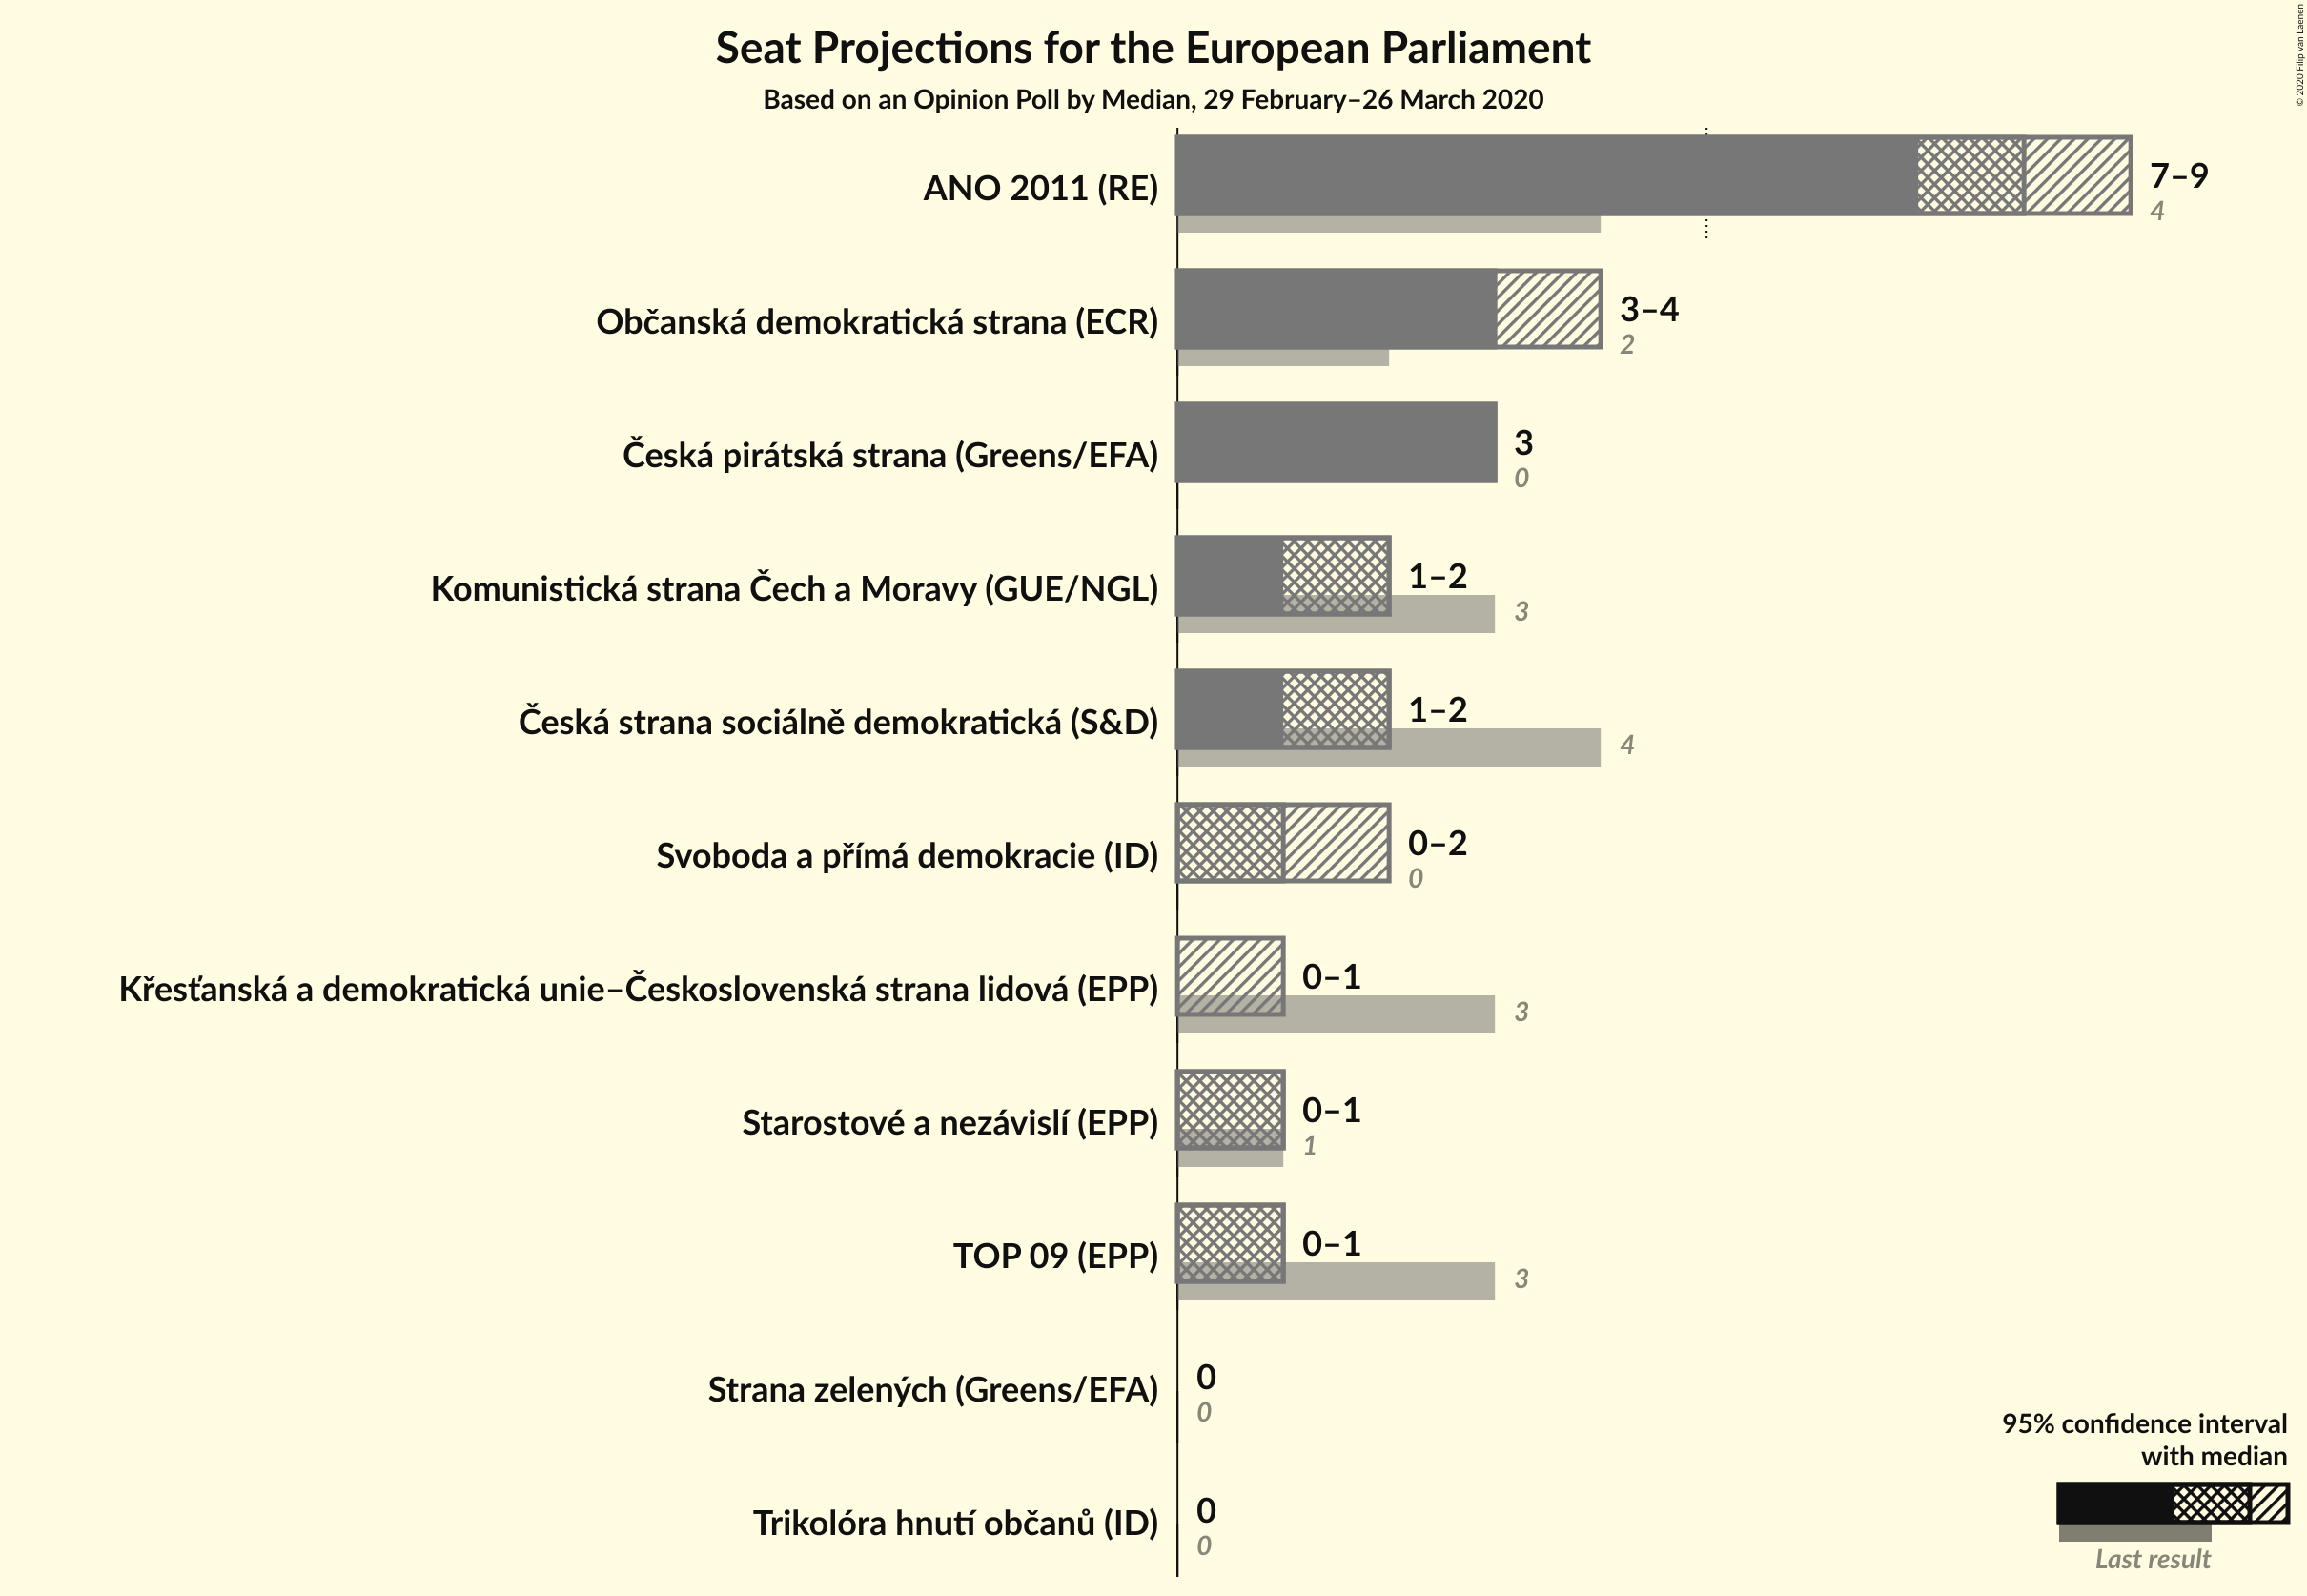 Seat Projections for the European Parliament
Based on an Opinion Poll by Median, 29 February–26 March 2020
© 2020 Filip van Laenen
ANO 2011 (RE)
7–9
4
Občanská demokratická strana (ECR)
3–4
2
Česká pirátská strana (Greens/EFA)
3
0
Komunistická strana Čech a Moravy (GUE/NGL)
1–2
3
Česká strana sociálně demokratická (S&D)
1–2
4
Svoboda a přímá demokracie (ID)
0–2
0
Křesťanská a demokratická unie–Československá strana lidová (EPP)
0–1
3
Starostové a nezávislí (EPP)
0–1
1
TOP 09 (EPP)
0–1
3
Strana zelených (Greens/EFA)
0
0
Trikolóra hnutí občanů (ID)
0
0
95% confidence interval
with median
Last result